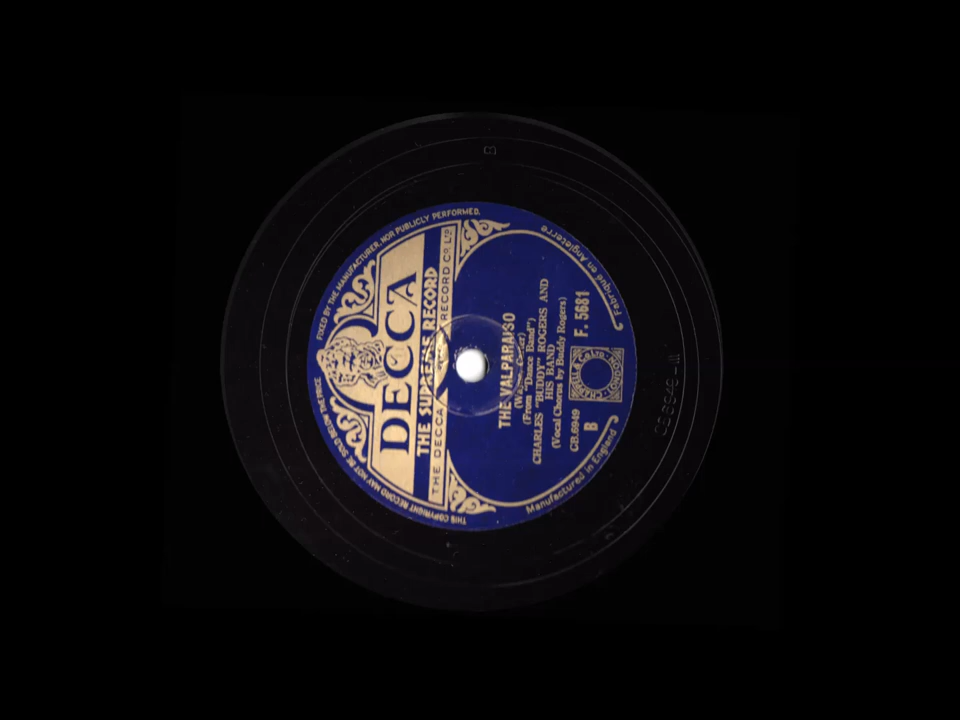 THIS COPYRIGHT RECORD MAY NOT BE SOLD BELOW THE PRICE FIXED BY THE MANUFACTURER, NOR PUBLICLY PERFORMED.
DECCA
THE SUPREME RECORD
THE DECCA RECORD CO. LTD
THE VALPARAISO
(From "Dance Band")
CHARLES "BUDDY" ROGERS AND
HIS BAND
(Vocal Chorus by Buddy Rogers)
CB.6949
F. 5681
B
LONDON
Manufactured in England
Fabriqué en Angleterre
B